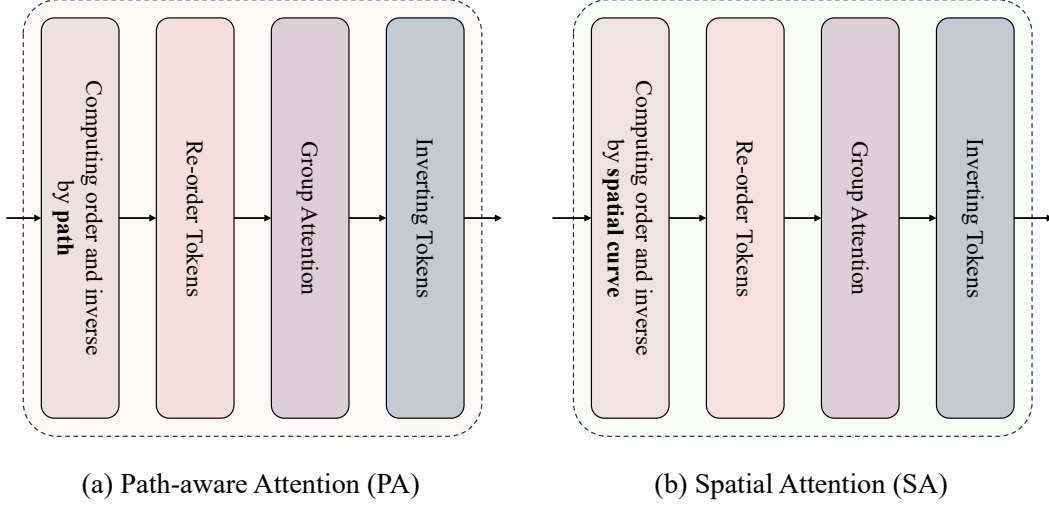 Computing order and inverse
by path
Re-order Tokens
Group Attention
Inverting Tokens
(a) Path-aware Attention (PA)
Computing order and inverse
by spatial curve
Re-order Tokens
Group Attention
Inverting Tokens
(b) Spatial Attention (SA)